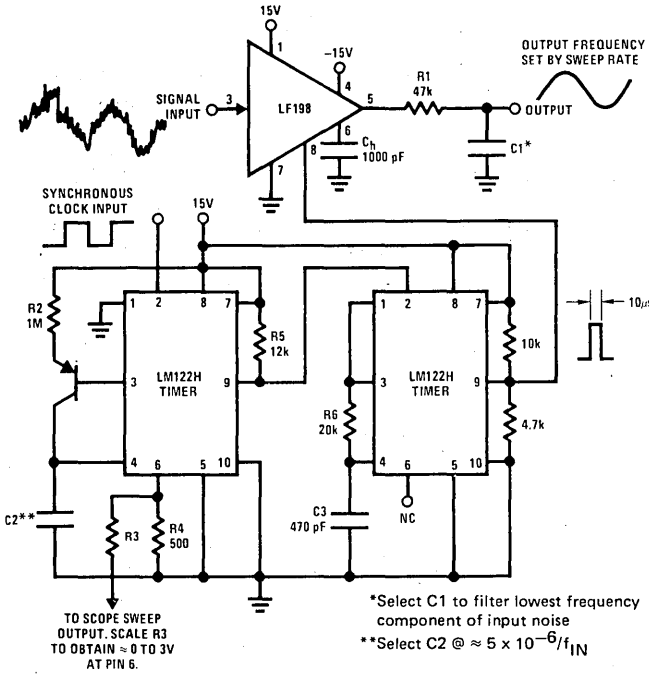 15V
1
-15V
4
OUTPUT FREQUENCY
SET BY SWEEP RATE
SIGNAL
INPUT
3
LF198
5
R1
47k
OUTPUT
6
8
Ch
1000 pF
C1*
7
SYNCHRONOUS
CLOCK INPUT
15V
R2
1M
1
2
8
7
R5
12k
3
LM122H
TIMER
9
4
6
5
10
C2**
R3
R4
500
1
2
8
7
10k
10μs
3
LM122H
TIMER
9
R6
20k
4.7k
4
6
5
10
C3
470 pF
NC
TO SCOPE SWEEP
OUTPUT. SCALE R3
TO OBTAIN ≈ 0 TO 3V
AT PIN 6.
*Select C1 to filter lowest frequency
component of input noise
**Select C2 @ ≈ 5 x 10⁻⁶/fIN